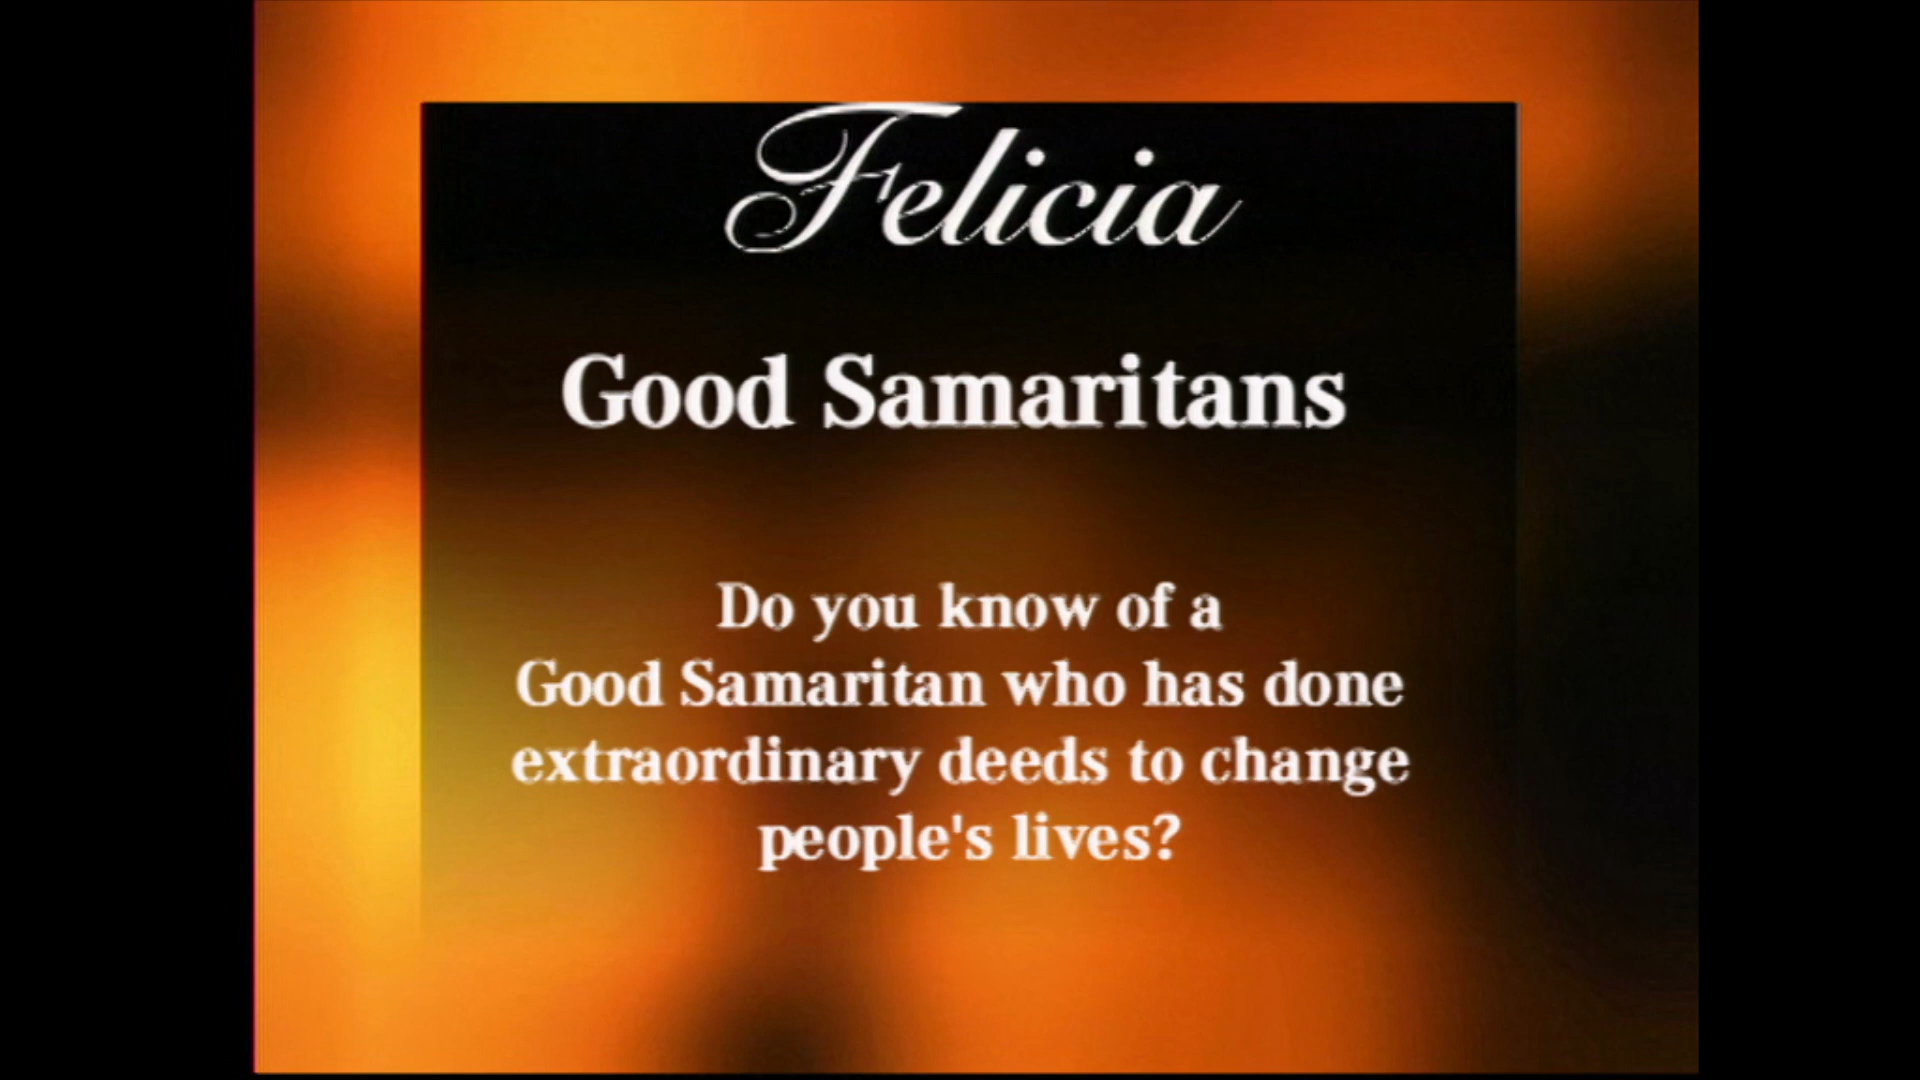 Felicia
Good Samaritans
Do you know of a
Good Samaritan who has done
extraordinary deeds to change
people's lives?